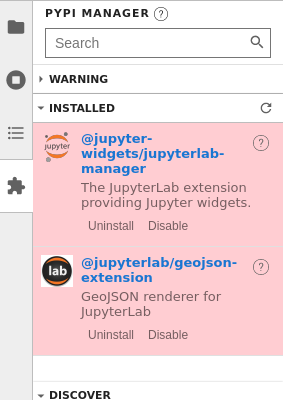 PYPI MANAGER ?
Search
WARNING
INSTALLED
jupyter
@jupyter-
widgets/jupyterlab-
manager
?
The JupyterLab extension
providing Jupyter widgets.
Uninstall Disable
lab
@jupyterlab/geojson-
extension
?
GeoJSON renderer for
JupyterLab
Uninstall Disable
DISCOVER